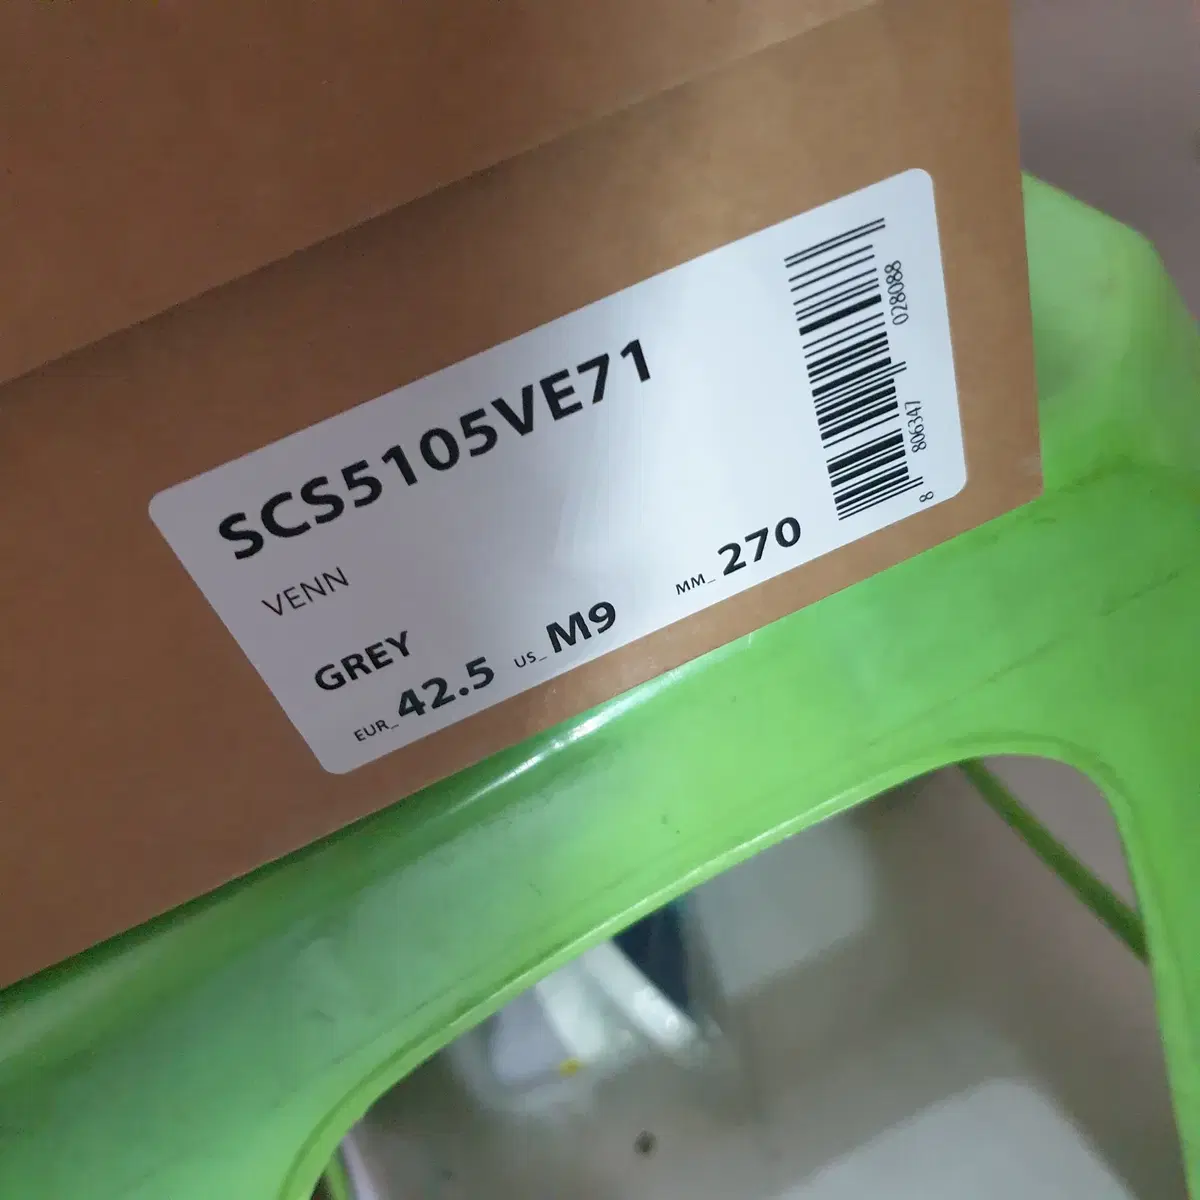 SCS5105VE71
VENN
GREY
EUR_42.5 US_M9 MM_270
8 806347 028088